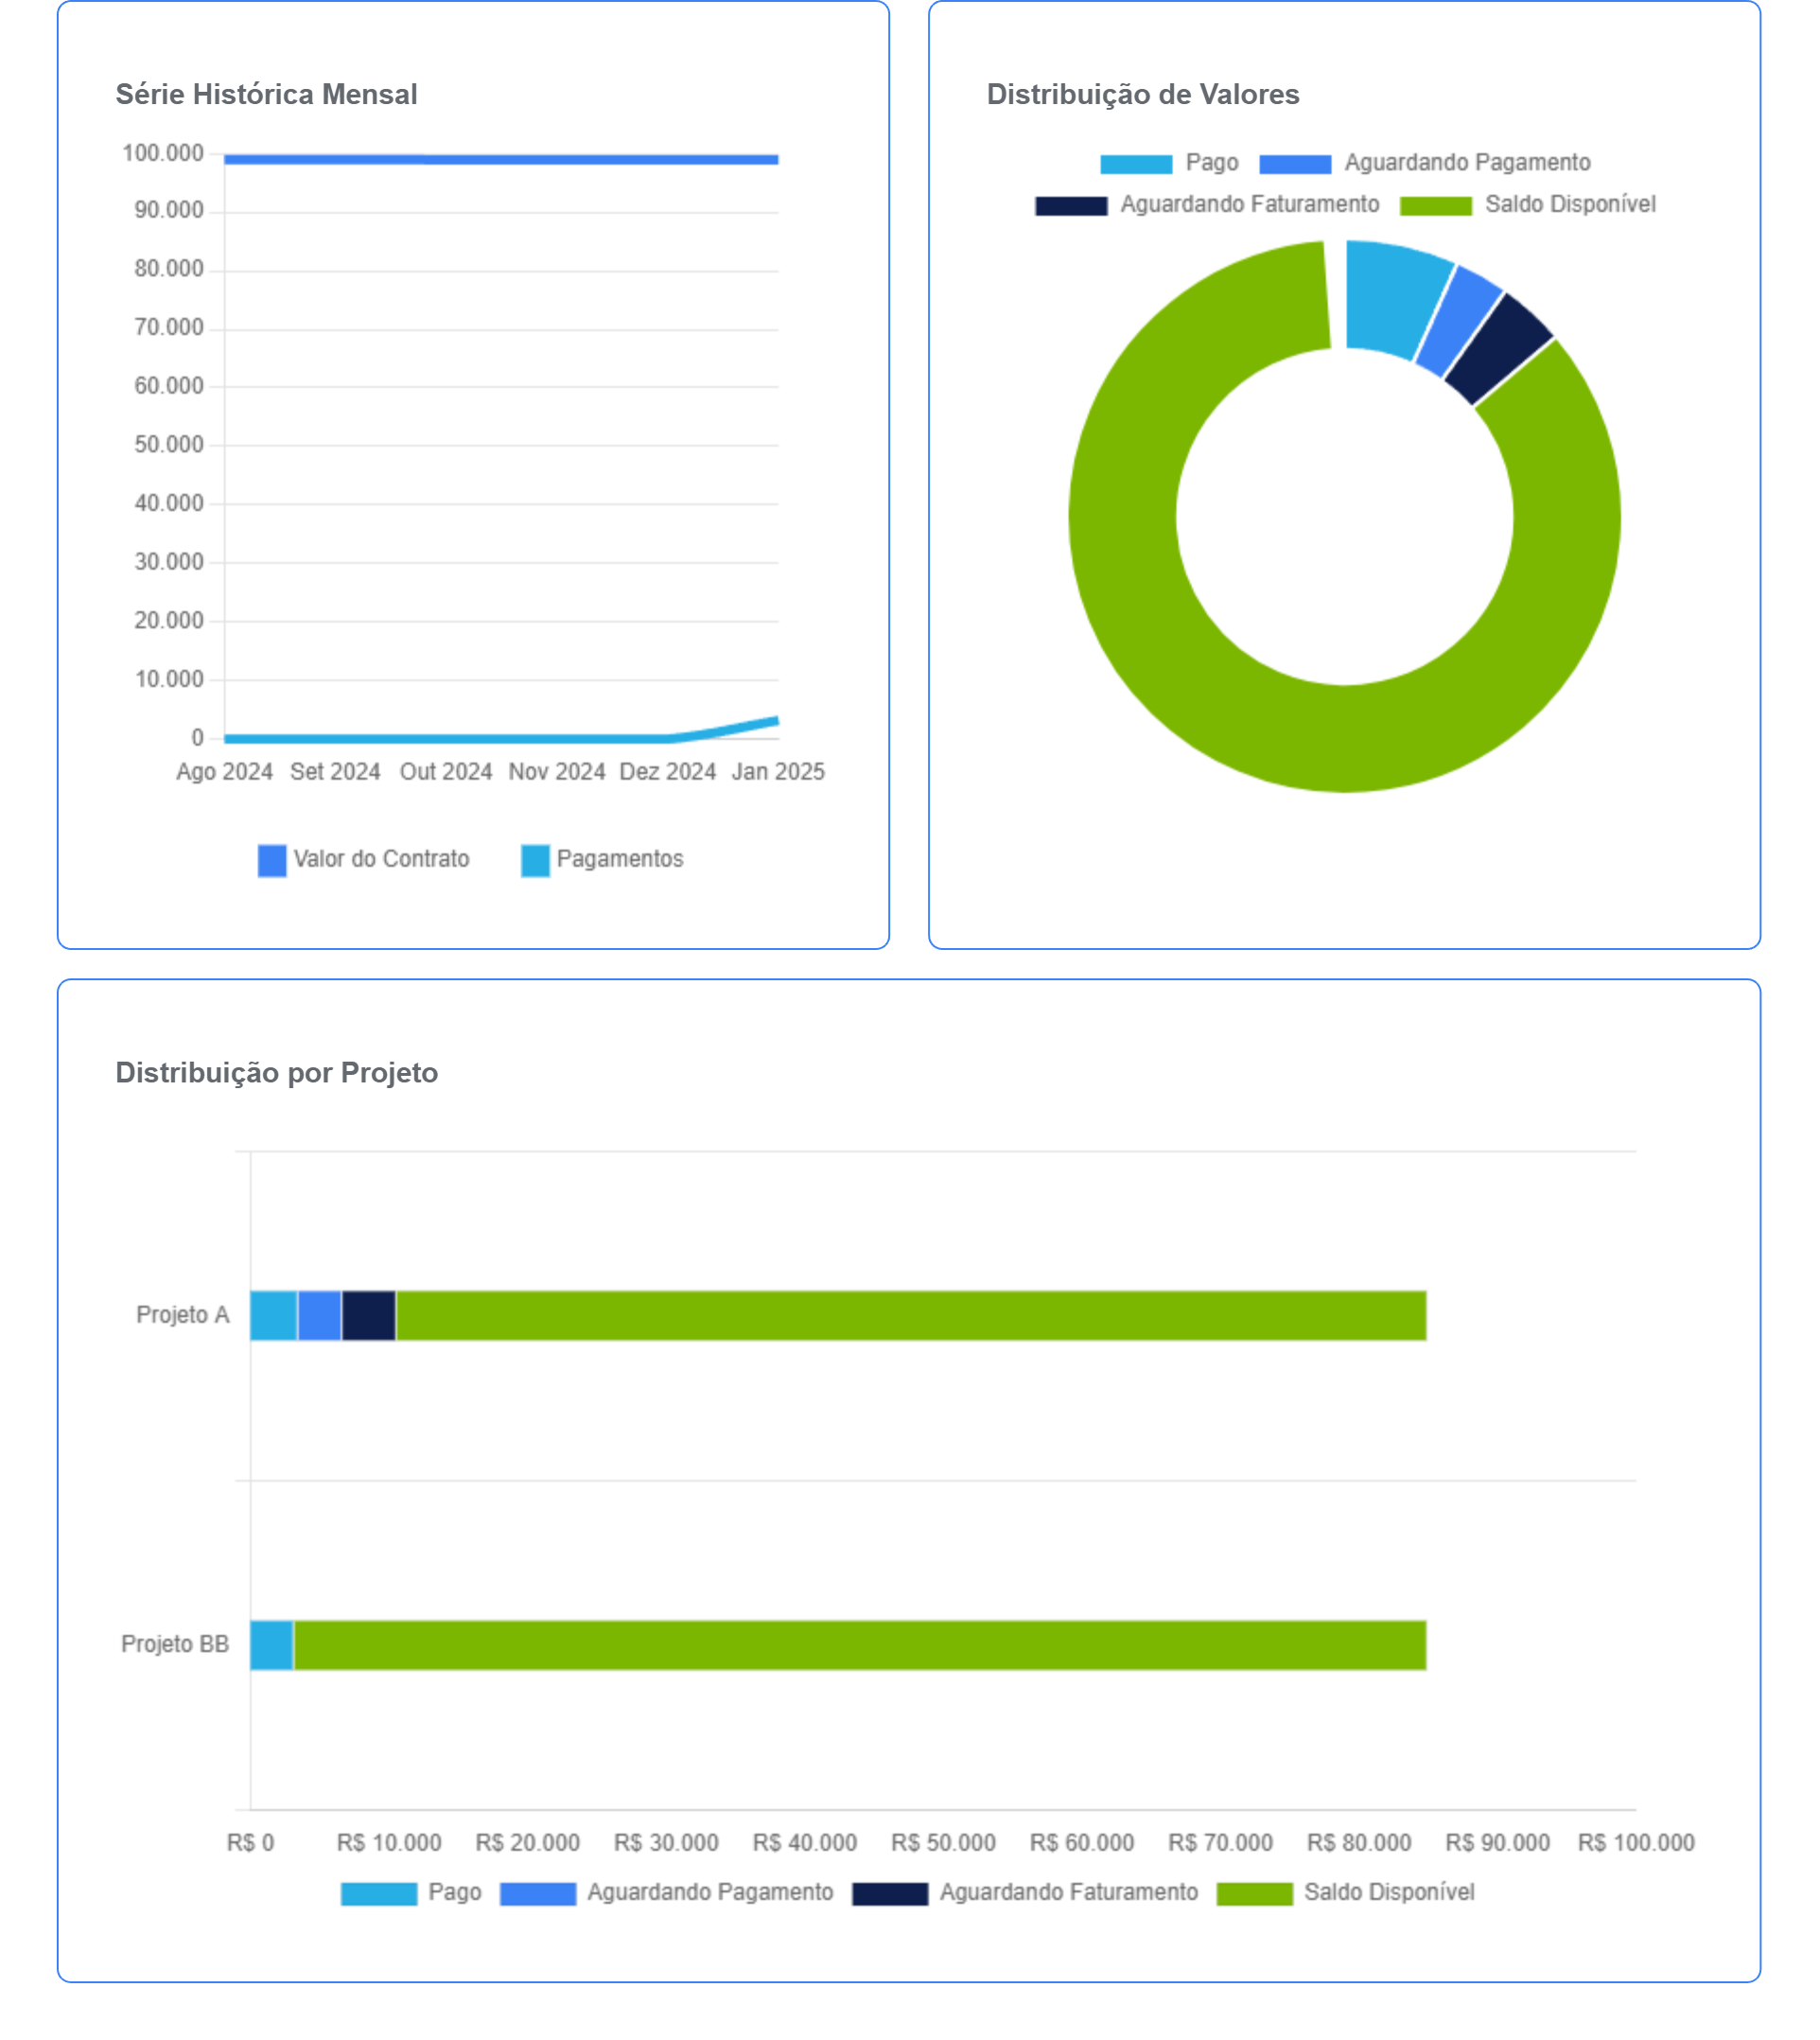 Série Histórica Mensal
100.000
90.000
80.000
70.000
60.000
50.000
40.000
30.000
20.000
10.000
0
Ago 2024 Set 2024 Out 2024 Nov 2024 Dez 2024 Jan 2025
Valor do Contrato Pagamentos
Distribuição de Valores
Pago Aguardando Pagamento
Aguardando Faturamento Saldo Disponível
Distribuição por Projeto
Projeto A
Projeto BB
R$ 0 R$ 10.000 R$ 20.000 R$ 30.000 R$ 40.000 R$ 50.000 R$ 60.000 R$ 70.000 R$ 80.000 R$ 90.000 R$ 100.000
Pago Aguardando Pagamento Aguardando Faturamento Saldo Disponível